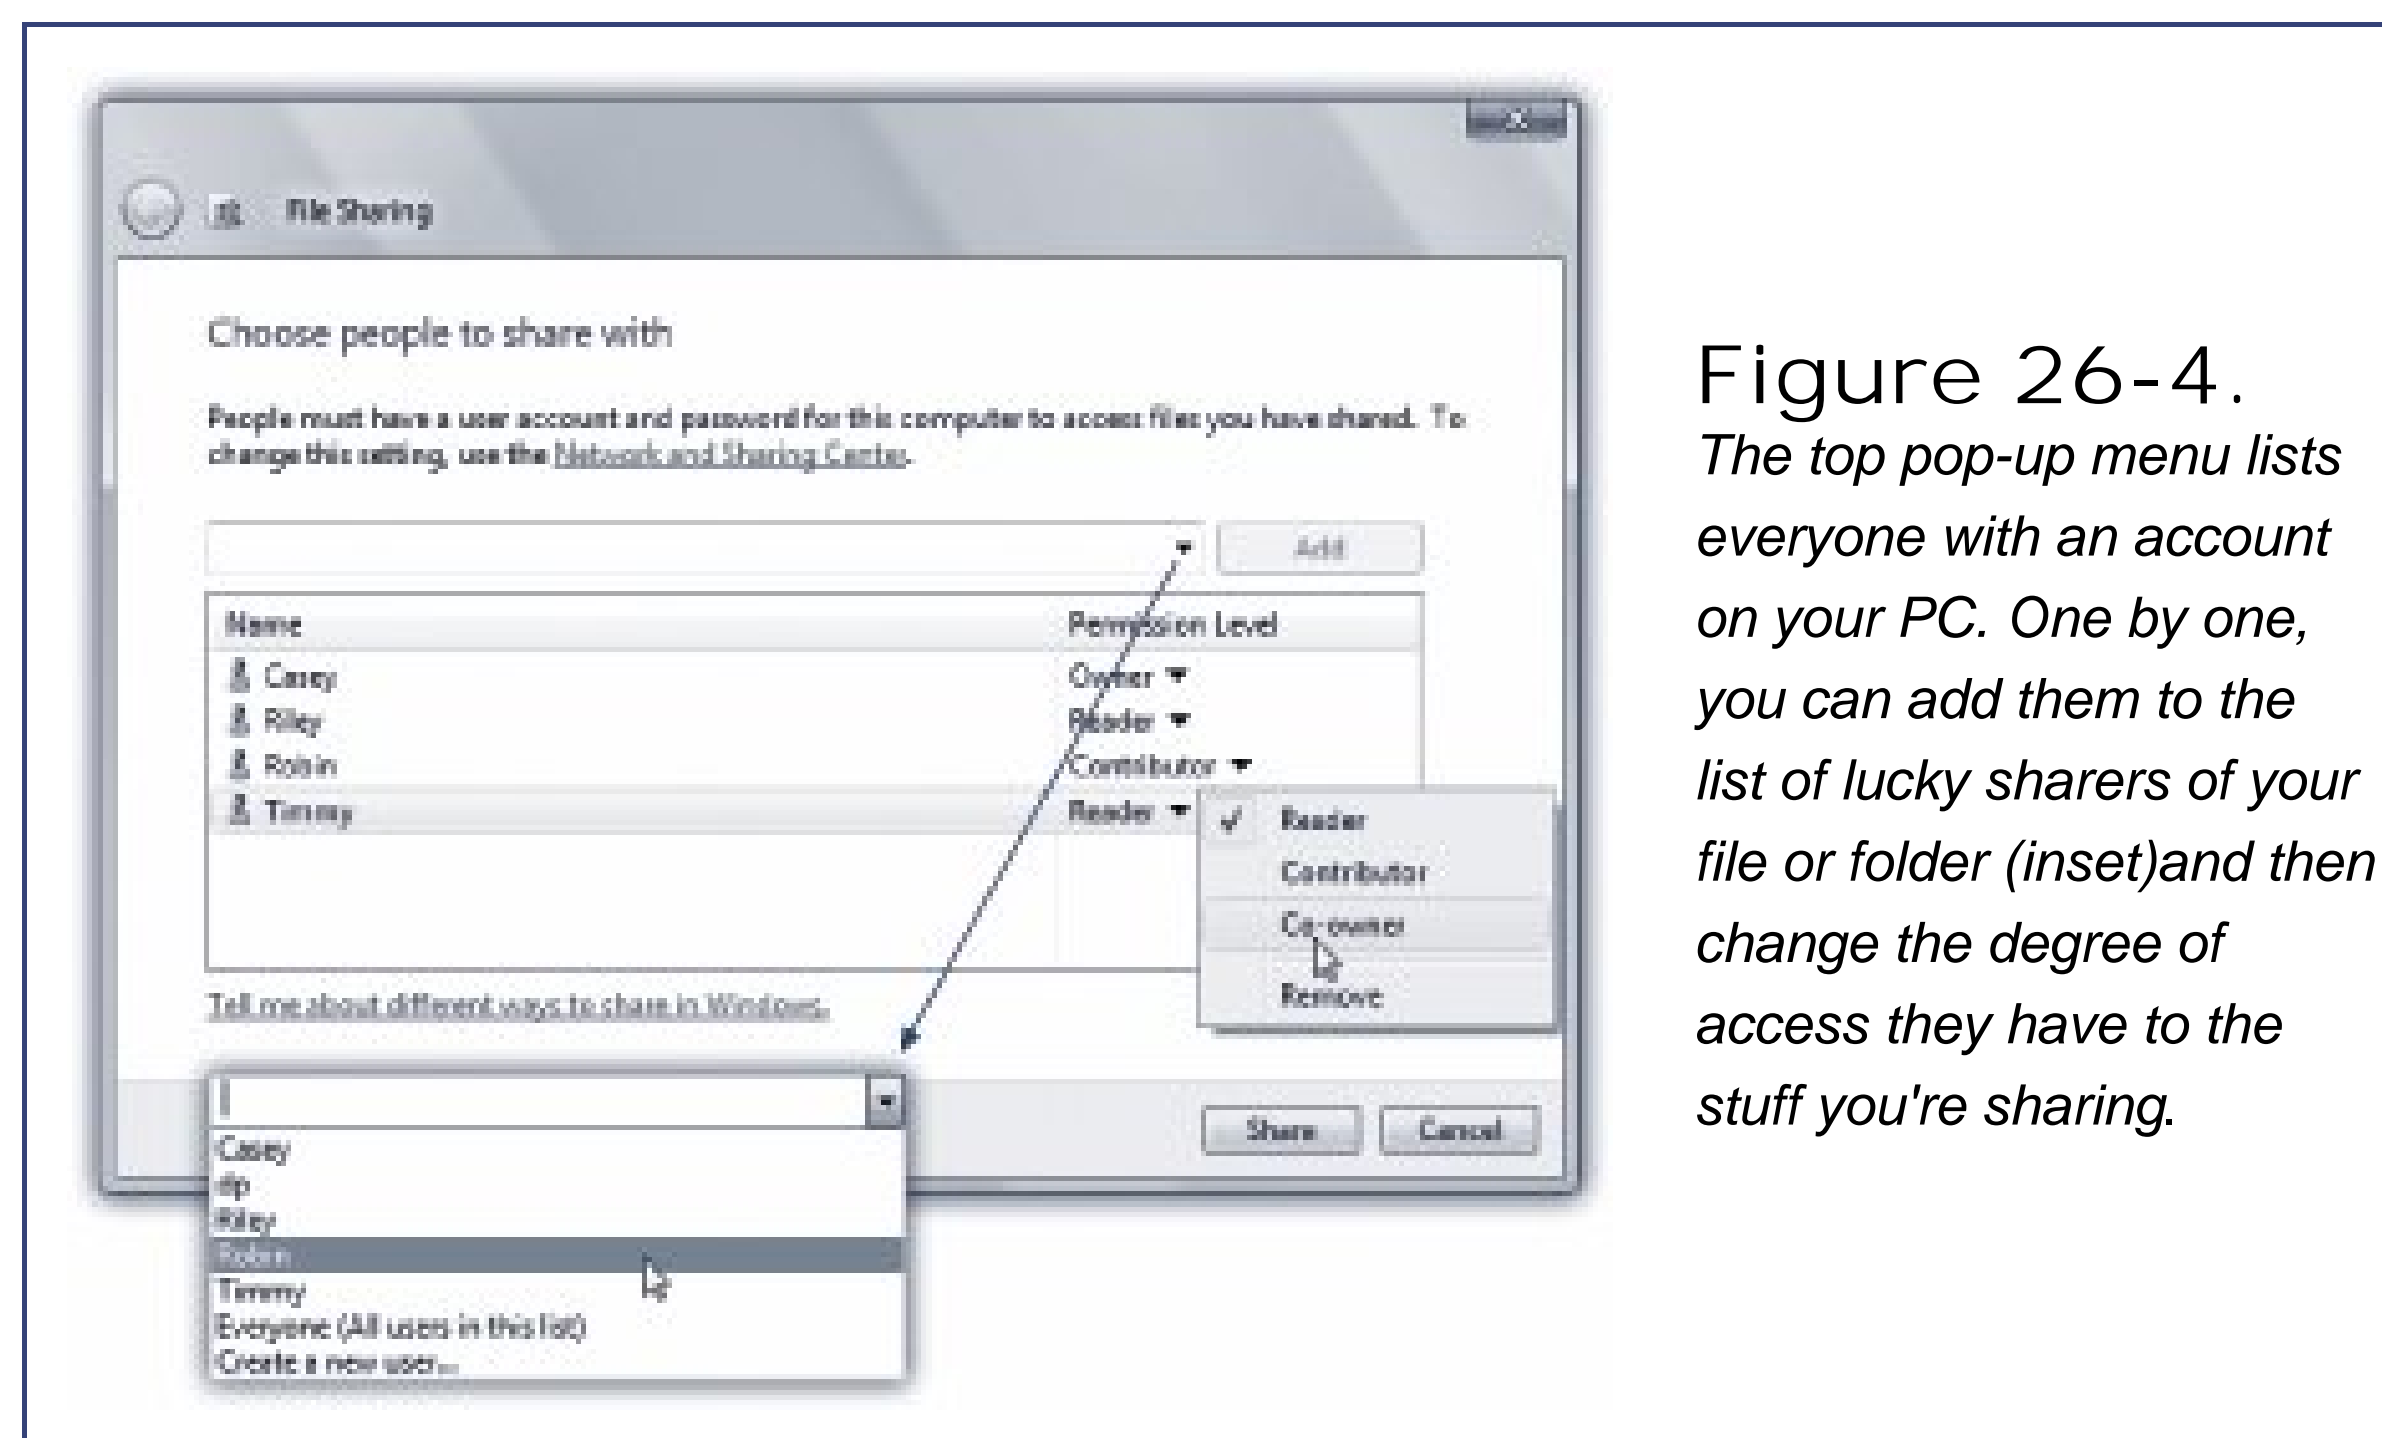 File Sharing
Choose people to share with
People must have a user account and password for this computer to access files you have shared. To
change this setting, use the Network and Sharing Center.
Add
Name Permission Level
Casey Owner
Riley Reader
Robin Contributor
Timmy Reader
Reader
Contributor
Co-owner
Remove
Tell me about different ways to share in Windows.
Share Cancel
Casey
dp
Riley
Robin
Timmy
Everyone (All users in this list)
Create a new user...
Figure 26-4.
The top pop-up menu lists
everyone with an account
on your PC. One by one,
you can add them to the
list of lucky sharers of your
file or folder (inset)and then
change the degree of
access they have to the
stuff you're sharing.